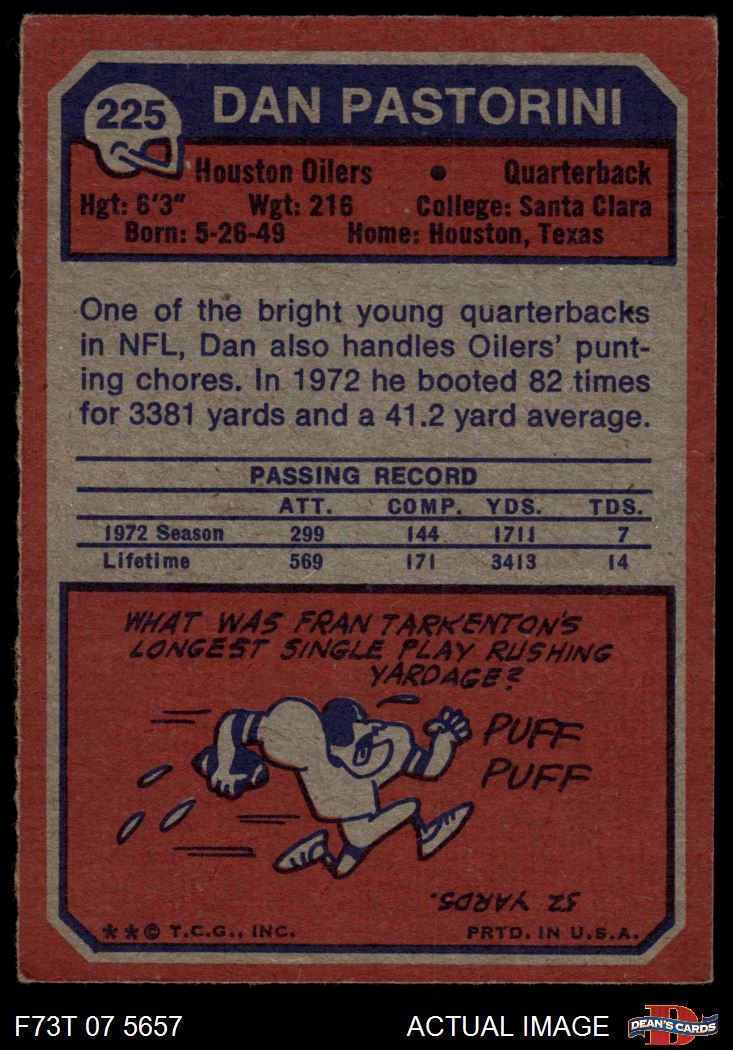 225
DAN PASTORINI
Houston Oilers • Quarterback
Hgt: 6'3" Wgt: 216 College: Santa Clara
Born: 5-26-49 Home: Houston, Texas
One of the bright young quarterbacks
in NFL, Dan also handles Oilers' punt-
ing chores. In 1972 he booted 82 times
for 3381 yards and a 41.2 yard average.
PASSING RECORD
ATT. COMP. YDS. TDS.
1972 Season 299 144 1711 7
Lifetime 569 171 3413 14
WHAT WAS FRAN TARKENTON'S
LONGEST SINGLE PLAY RUSHING
YARDAGE?
PUFF
PUFF
52 YARDS.
**© T.C.G., INC. PRTD. IN U.S.A.
F73T 07 5657 ACTUAL IMAGE DEAN'S CARDS